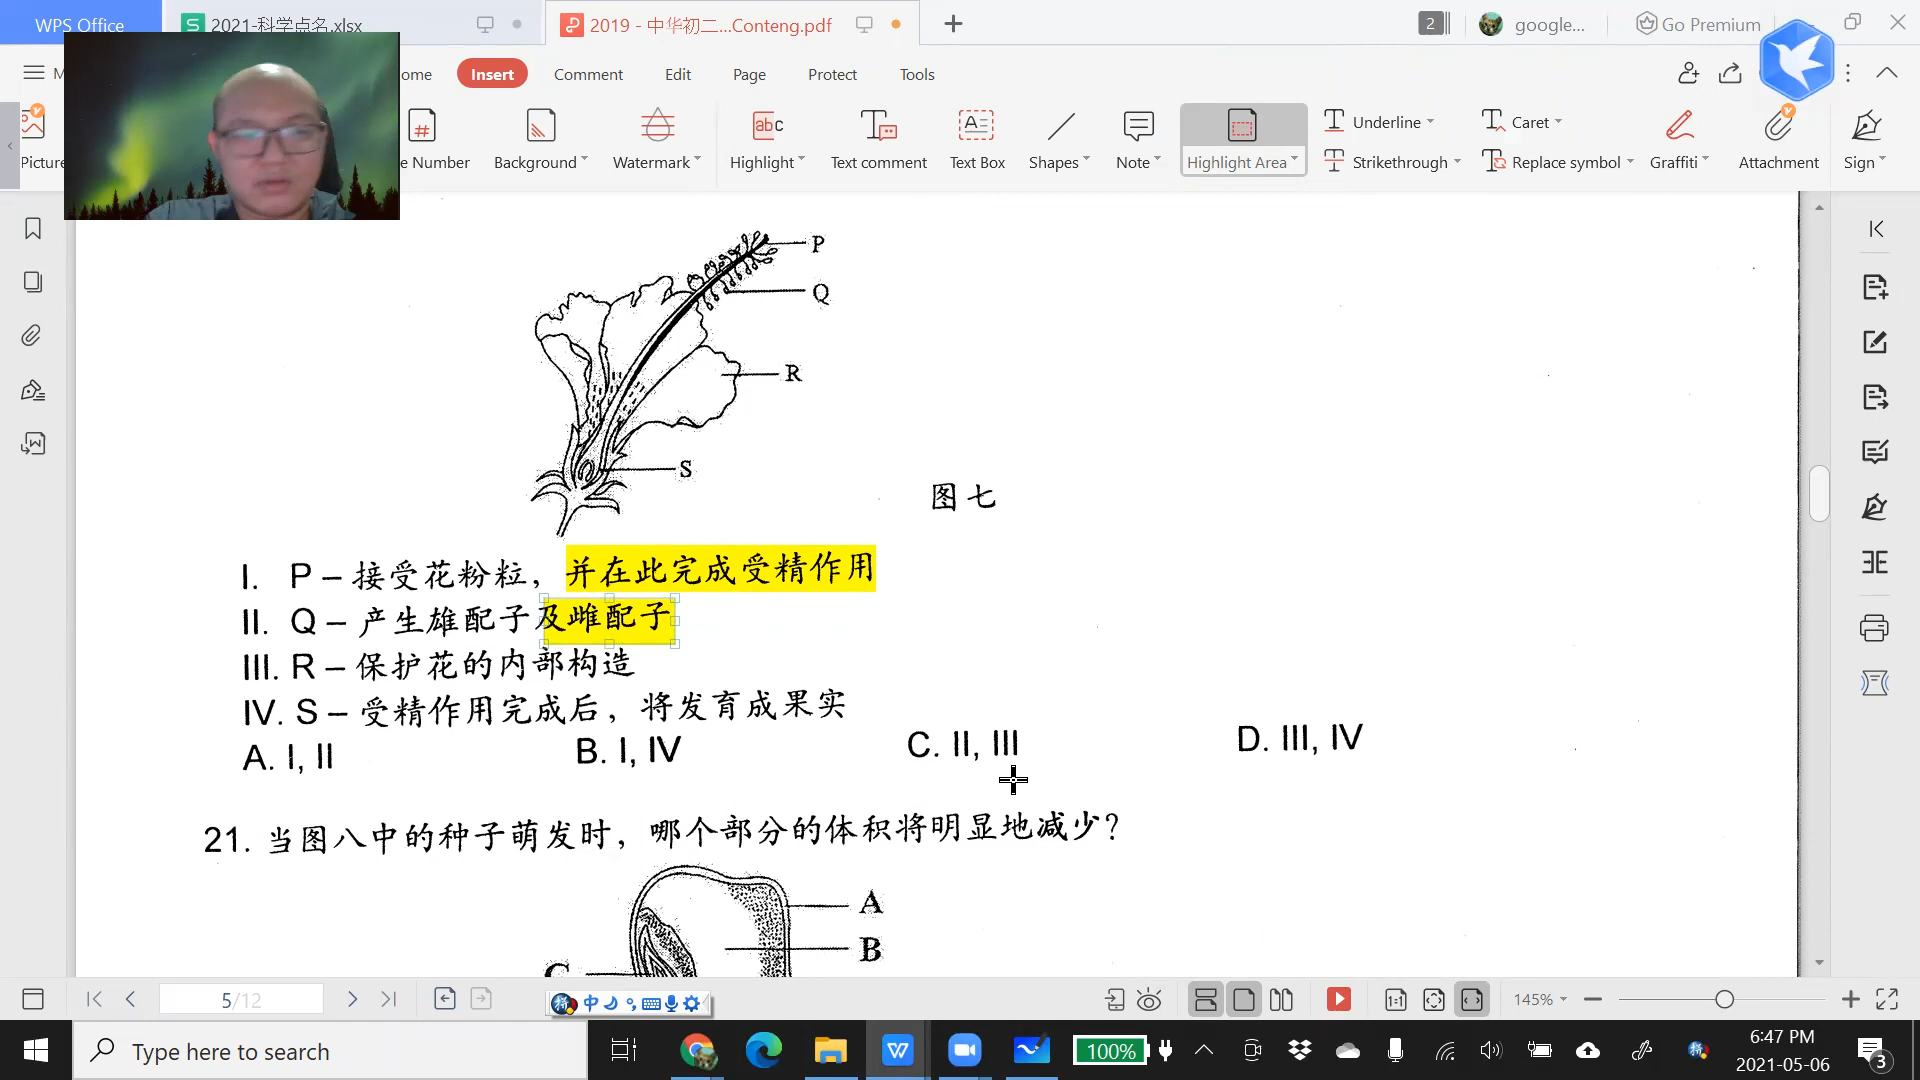 WPS Office
2021-科学点名.xlsx
2019 - 中华初二...Conteng.pdf
2
google...
Go Premium
Insert
Comment
Edit
Page
Protect
Tools
Picture
e Number
Background
Watermark
Highlight
Text comment
Text Box
Shapes
Note
Highlight Area
Underline
Strikethrough
Caret
Replace symbol
Graffiti
Attachment
Sign
P
Q
R
S
图七
I. P – 接受花粉粒，并在此完成受精作用
II. Q – 产生雄配子及雌配子
III. R – 保护花的内部构造
IV. S – 受精作用完成后，将发育成果实
A. I, II B. I, IV C. II, III D. III, IV
21. 当图八中的种子萌发时，哪个部分的体积将明显地减少?
A
B
5/12
中
145%
Type here to search
100%
6:47 PM
2021-05-06
3